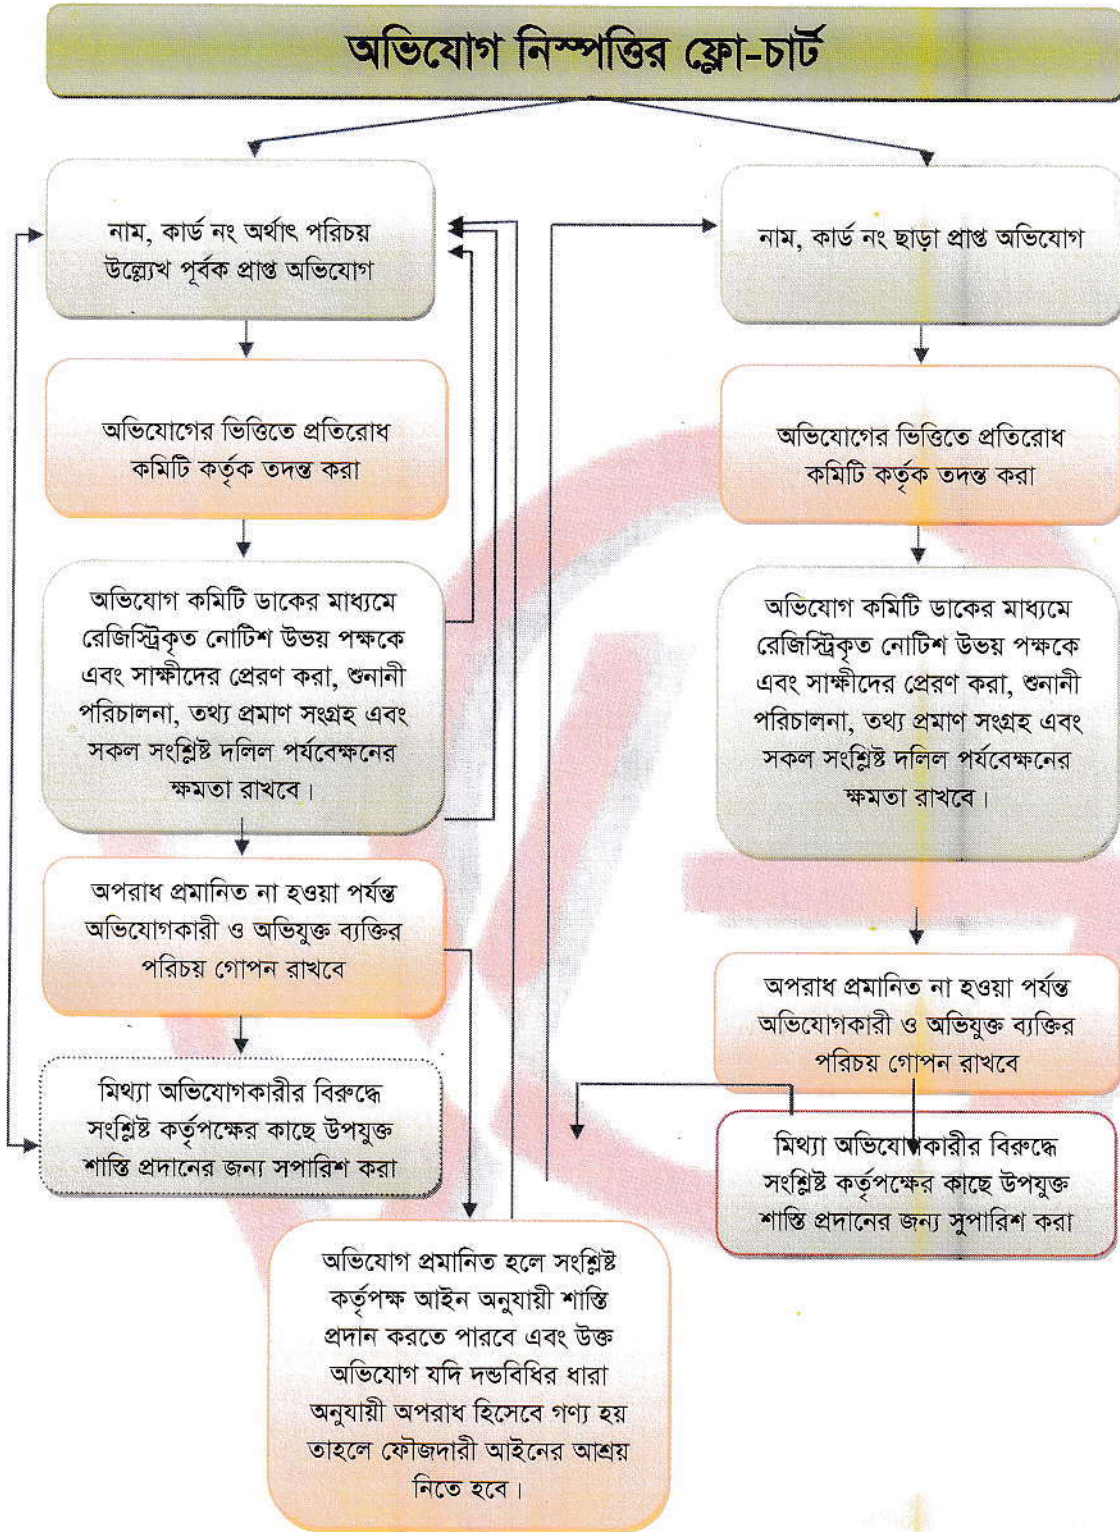 অভিযোগ নিস্পত্তির ফ্লো-চার্ট
নাম, কার্ড নং অর্থাৎ পরিচয়
উল্ল্যেখ পূর্বক প্রাপ্ত অভিযোগ
অভিযোগের ভিত্তিতে প্রতিরোধ
কমিটি কর্তৃক তদন্ত করা
অভিযোগ কমিটি ডাকের মাধ্যমে
রেজিস্ট্রিকৃত নোটিশ উভয় পক্ষকে
এবং সাক্ষীদের প্রেরণ করা, শুনানী
পরিচালনা, তথ্য প্রমাণ সংগ্রহ এবং
সকল সংশ্লিষ্ট দলিল পর্যবেক্ষনের
ক্ষমতা রাখবে।
অপরাধ প্রমানিত না হওয়া পর্যন্ত
অভিযোগকারী ও অভিযুক্ত ব্যক্তির
পরিচয় গোপন রাখবে
মিথ্যা অভিযোগকারীর বিরুদ্ধে
সংশ্লিষ্ট কর্তৃপক্ষের কাছে উপযুক্ত
শাস্তি প্রদানের জন্য সপারিশ করা
অভিযোগ প্রমানিত হলে সংশ্লিষ্ট
কর্তৃপক্ষ আইন অনুযায়ী শাস্তি
প্রদান করতে পারবে এবং উক্ত
অভিযোগ যদি দন্ডবিধির ধারা
অনুযায়ী অপরাধ হিসেবে গণ্য হয়
তাহলে ফৌজদারী আইনের আশ্রয়
নিতে হবে।
নাম, কার্ড নং ছাড়া প্রাপ্ত অভিযোগ
অভিযোগের ভিত্তিতে প্রতিরোধ
কমিটি কর্তৃক তদন্ত করা
অভিযোগ কমিটি ডাকের মাধ্যমে
রেজিস্ট্রিকৃত নোটিশ উভয় পক্ষকে
এবং সাক্ষীদের প্রেরণ করা, শুনানী
পরিচালনা, তথ্য প্রমাণ সংগ্রহ এবং
সকল সংশ্লিষ্ট দলিল পর্যবেক্ষনের
ক্ষমতা রাখবে।
অপরাধ প্রমানিত না হওয়া পর্যন্ত
অভিযোগকারী ও অভিযুক্ত ব্যক্তির
পরিচয় গোপন রাখবে
মিথ্যা অভিযোগকারীর বিরুদ্ধে
সংশ্লিষ্ট কর্তৃপক্ষের কাছে উপযুক্ত
শাস্তি প্রদানের জন্য সুপারিশ করা